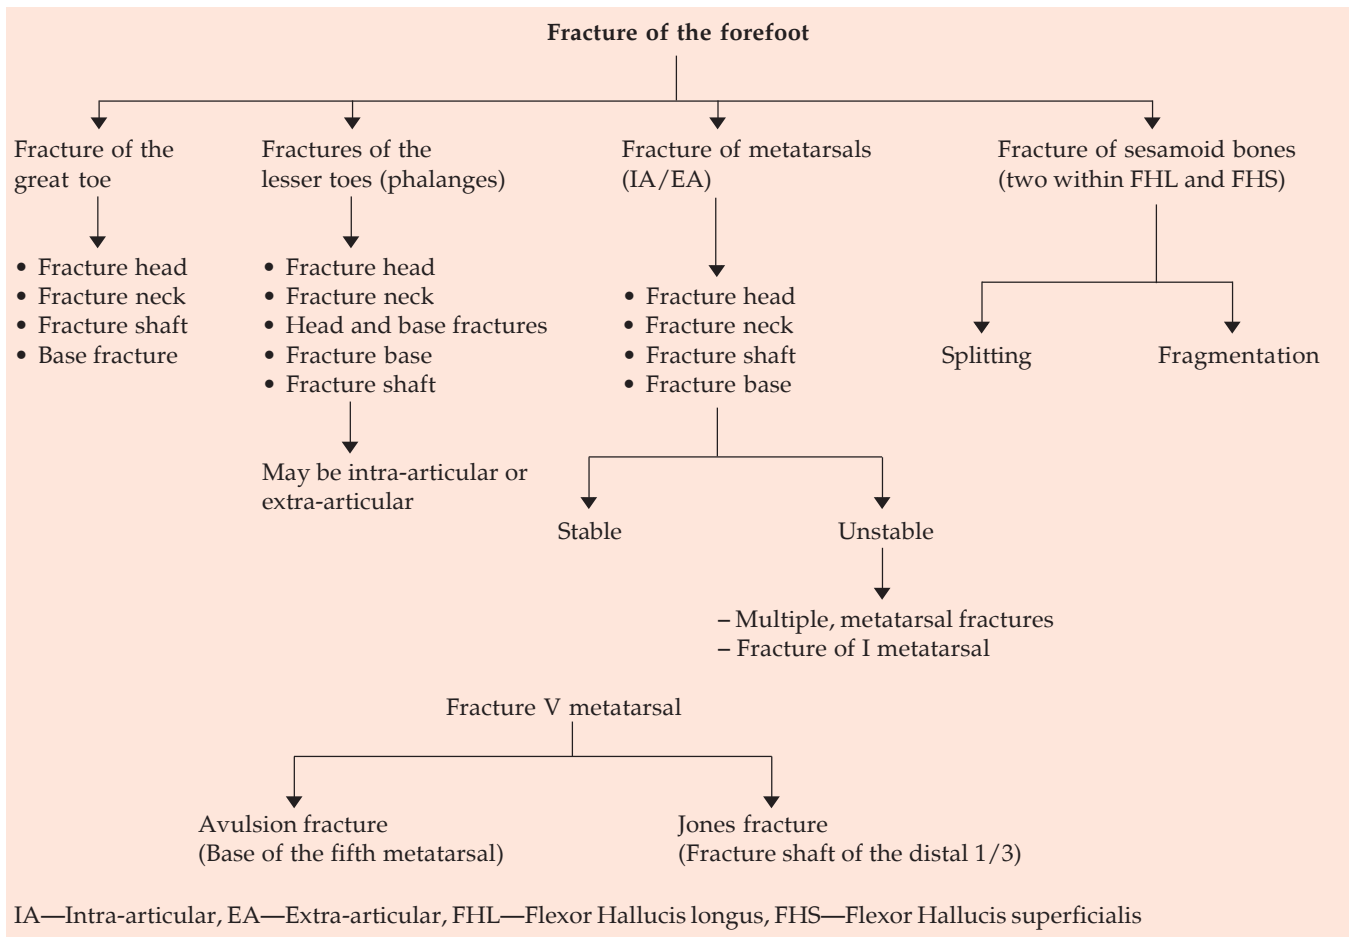 Fracture of the forefoot
Fracture of the
great toe
• Fracture head
• Fracture neck
• Fracture shaft
• Base fracture
Fractures of the
lesser toes (phalanges)
• Fracture head
• Fracture neck
• Head and base fractures
• Fracture base
• Fracture shaft
May be intra-articular or
extra-articular
Fracture of metatarsals
(IA/EA)
• Fracture head
• Fracture neck
• Fracture shaft
• Fracture base
Stable
Unstable
– Multiple, metatarsal fractures
– Fracture of I metatarsal
Fracture of sesamoid bones
(two within FHL and FHS)
Splitting
Fragmentation
Fracture V metatarsal
Avulsion fracture
(Base of the fifth metatarsal)
Jones fracture
(Fracture shaft of the distal 1/3)
IA—Intra-articular, EA—Extra-articular, FHL—Flexor Hallucis longus, FHS—Flexor Hallucis superficialis